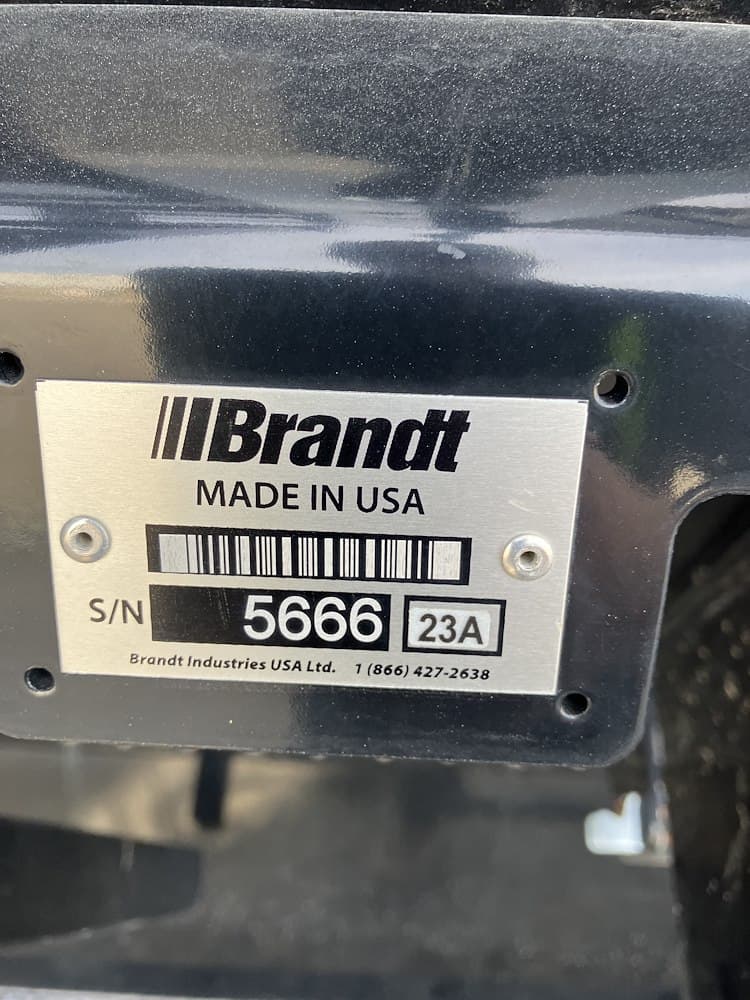 Brandt
MADE IN USA
S/N 5666 23A
Brandt Industries USA Ltd. 1 (866) 427-2638